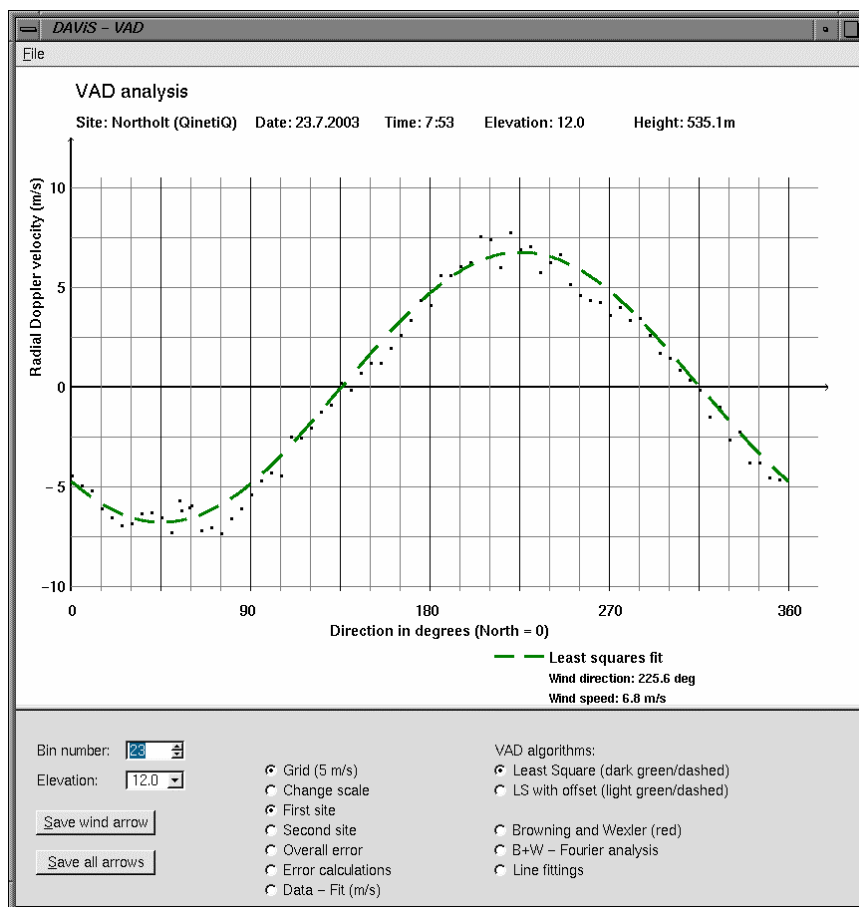 DAViS – VAD
File
VAD analysis
Site: Northolt (QinetiQ) Date: 23.7.2003 Time: 7:53 Elevation: 12.0 Height: 535.1m
Radial Doppler velocity (m/s)
10
5
0
– 5
–10
0 90 180 270 360
Direction in degrees (North = 0)
Least squares fit
Wind direction: 225.6 deg
Wind speed: 6.8 m/s
Bin number: 23
Elevation: 12.0
Save wind arrow
Save all arrows
Grid (5 m/s)
Change scale
First site
Second site
Overall error
Error calculations
Data – Fit (m/s)
VAD algorithms:
Least Square (dark green/dashed)
LS with offset (light green/dashed)
Browning and Wexler (red)
B+W – Fourier analysis
Line fittings